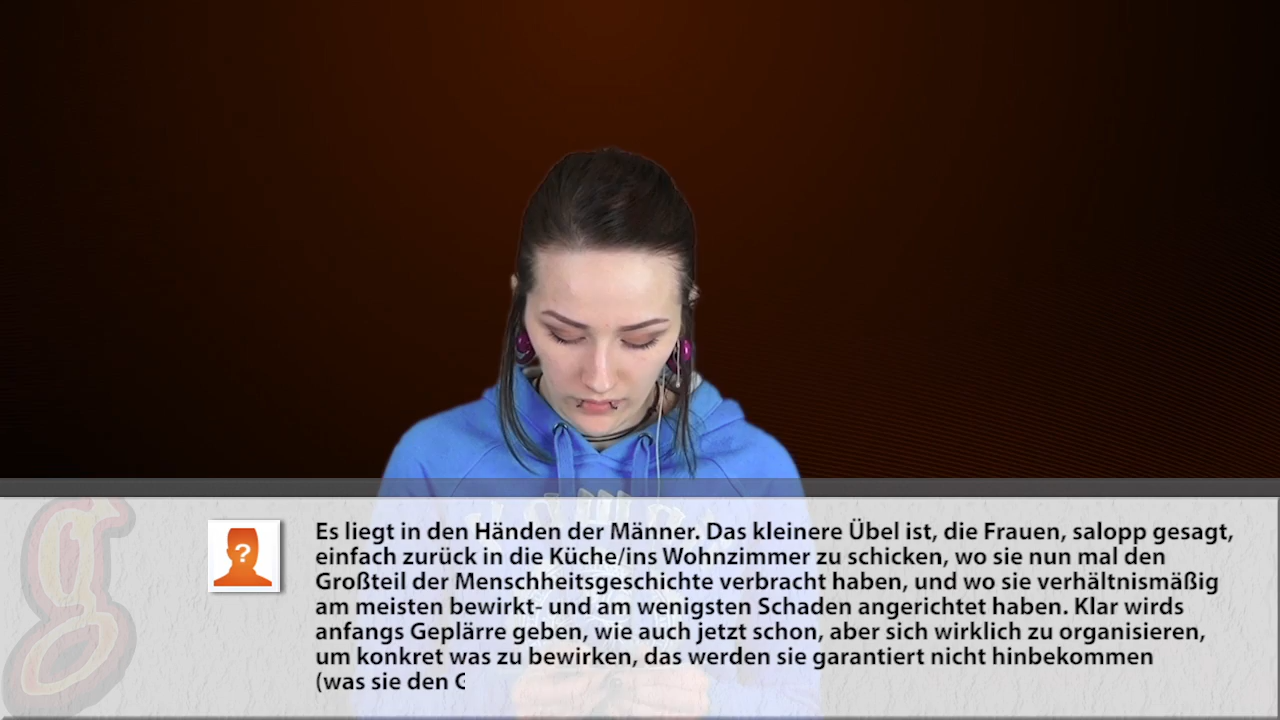 Es liegt in den Händen der Männer. Das kleinere Übel ist, die Frauen, salopp gesagt,
einfach zurück in die Küche/ins Wohnzimmer zu schicken, wo sie nun mal den
Großteil der Menschheitsgeschichte verbracht haben, und wo sie verhältnismäßig
am meisten bewirkt- und am wenigsten Schaden angerichtet haben. Klar wirds
anfangs Geplärre geben, wie auch jetzt schon, aber sich wirklich zu organisieren,
um konkret was zu bewirken, das werden sie garantiert nicht hinbekommen
(was sie den G